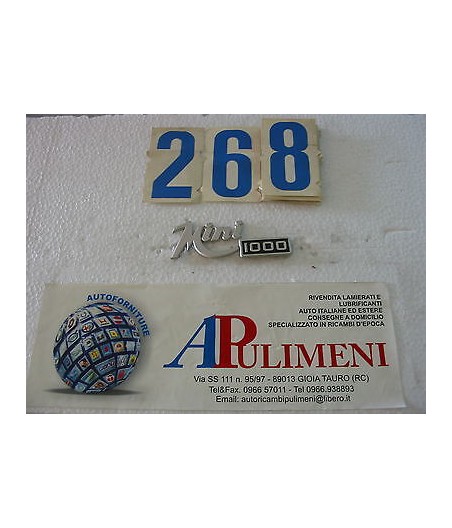 268
Mini 1000
AUTOFORNITURE
RIVENDITA LAMIERATI E
LUBRIFICANTI
AUTO ITALIANE ED ESTERE
CONSEGNE A DOMICILIO
SPECIALIZZATO IN RICAMBI D'EPOCA
APULIMENI
Via SS 111 n. 95/97 - 89013 GIOIA TAURO (RC)
Tel&Fax. 0966 57011 - Tel 0966.938893
Email: autoricambipulimeni@libero.it